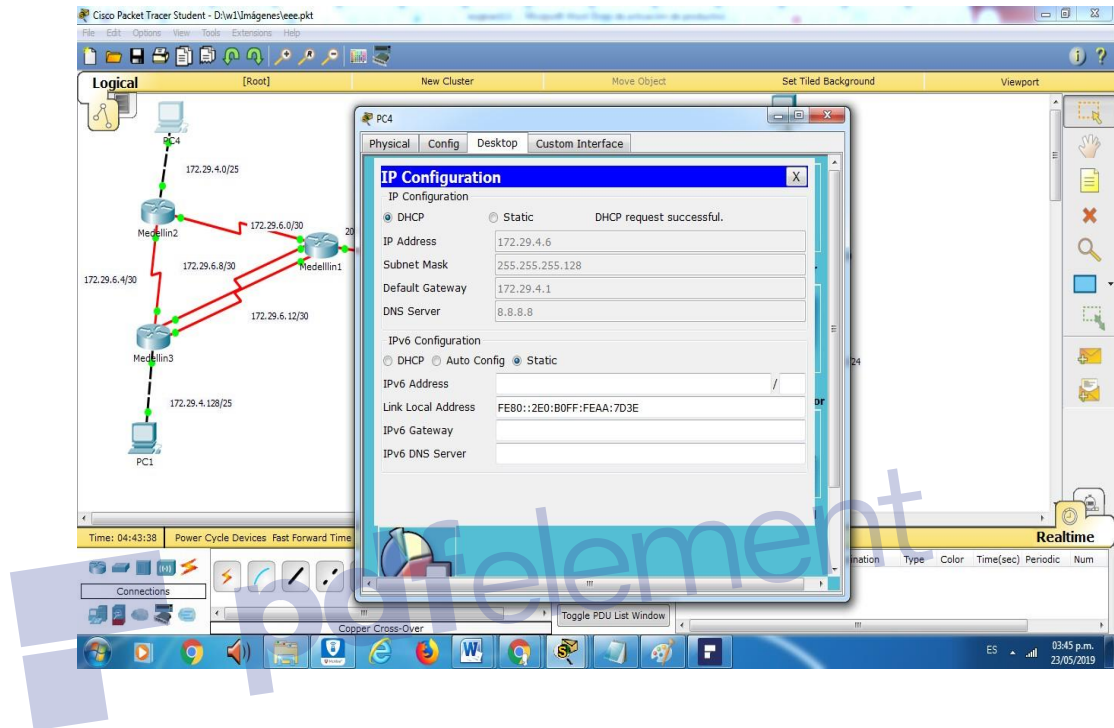 Cisco Packet Tracer Student - D:\w1\Imágenes\eee.pkt
File Edit Options View Tools Extensions Help
Logical [Root] New Cluster Move Object Set Tiled Background Viewport
PC4
172.29.4.0/25
Medellin2
172.29.6.0/30
20
172.29.6.8/30
Medelllin1
172.29.6.4/30
172.29.6.12/30
Medellin3
172.29.4.128/25
PC1
PC4
Physical Config Desktop Custom Interface
IP Configuration X
IP Configuration
DHCP Static DHCP request successful.
IP Address 172.29.4.6
Subnet Mask 255.255.255.128
Default Gateway 172.29.4.1
DNS Server 8.8.8.8
IPv6 Configuration
DHCP Auto Config Static
IPv6 Address /
Link Local Address FE80::2E0:B0FF:FEAA:7D3E
IPv6 Gateway
IPv6 DNS Server
24
or
Time: 04:43:38 Power Cycle Devices Fast Forward Time
Realtime
Connections
Copper Cross-Over
Toggle PDU List Window
ination Type Color Time(sec) Periodic Num
pdfelement
ES 03:45 p.m.
23/05/2019